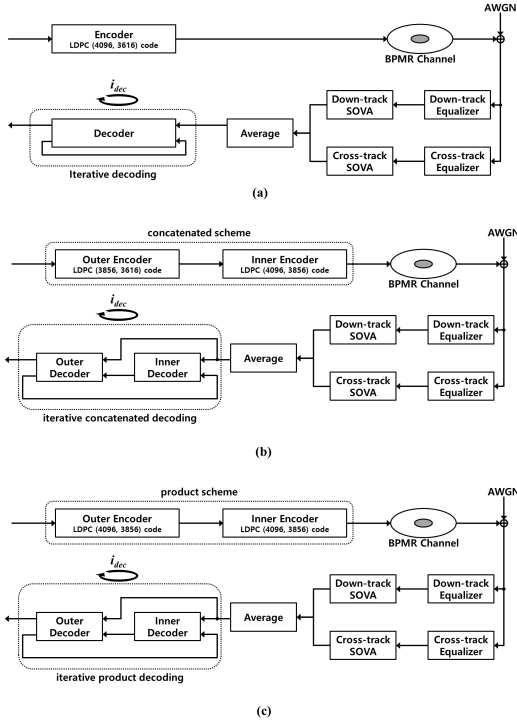 AWGN
Encoder
LDPC (4096, 3616) code
BPMR Channel
i_dec
Down-track
SOVA
Down-track
Equalizer
Decoder
Average
Cross-track
SOVA
Cross-track
Equalizer
Iterative decoding
(a)
concatenated scheme
AWGN
Outer Encoder
LDPC (3856, 3616) code
Inner Encoder
LDPC (4096, 3856) code
BPMR Channel
i_dec
Down-track
SOVA
Down-track
Equalizer
Outer
Decoder
Inner
Decoder
Average
Cross-track
SOVA
Cross-track
Equalizer
iterative concatenated decoding
(b)
product scheme
AWGN
Outer Encoder
LDPC (4096, 3856) code
Inner Encoder
LDPC (4096, 3856) code
BPMR Channel
i_dec
Down-track
SOVA
Down-track
Equalizer
Outer
Decoder
Inner
Decoder
Average
Cross-track
SOVA
Cross-track
Equalizer
iterative product decoding
(c)